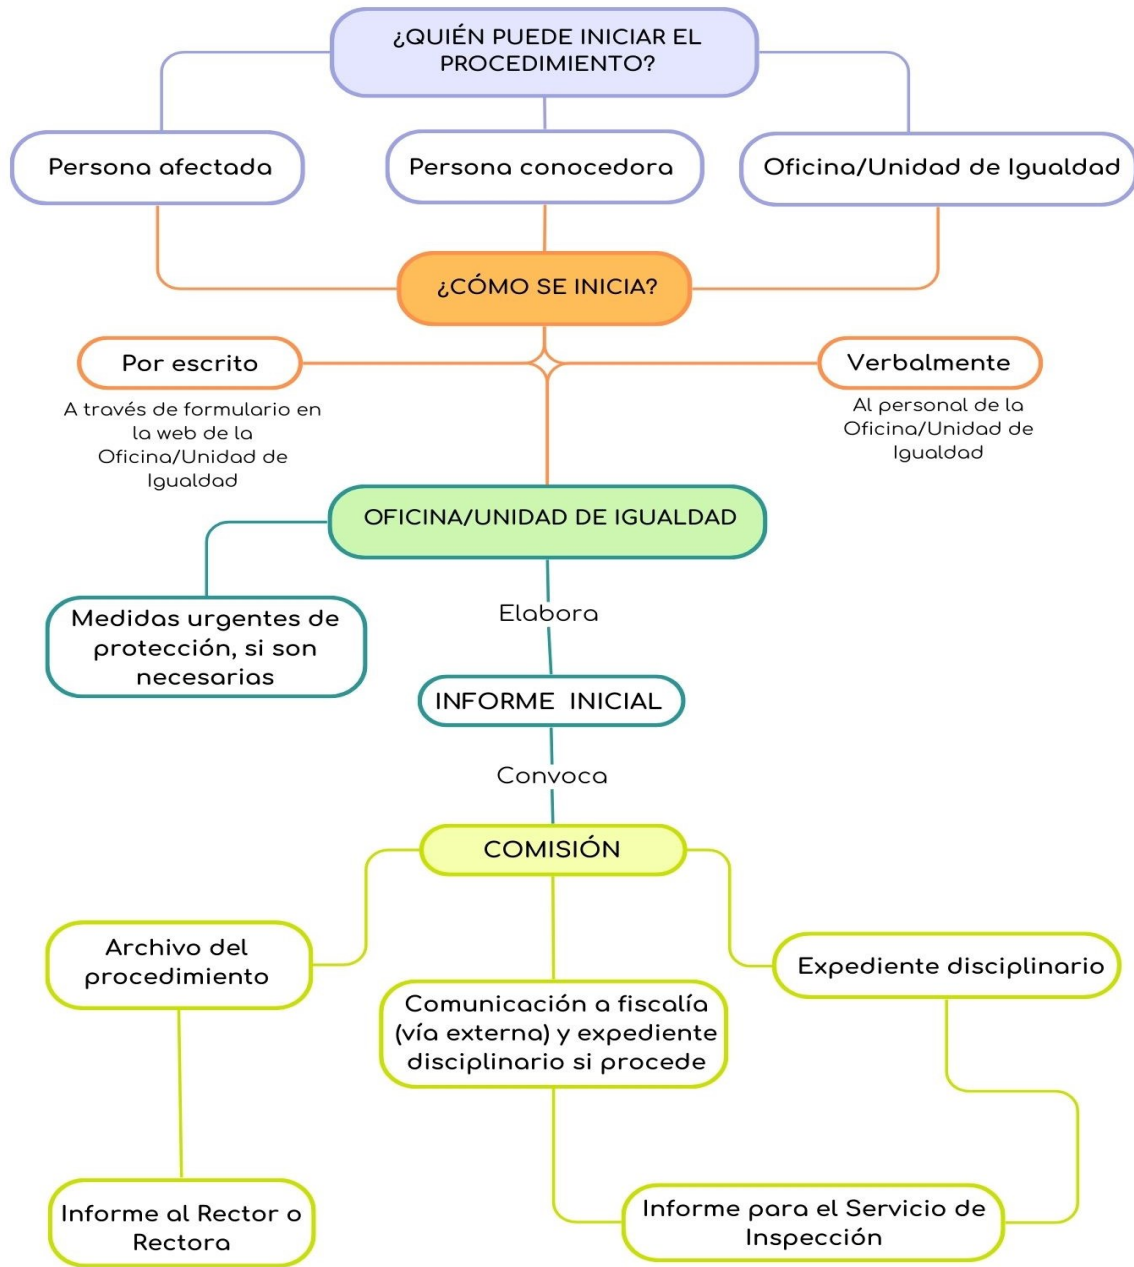 ¿QUIÉN PUEDE INICIAR EL
PROCEDIMIENTO?
Persona afectada
Persona conocedora
Oficina/Unidad de Igualdad
¿CÓMO SE INICIA?
Por escrito
Verbalmente
A través de formulario en
la web de la
Oficina/Unidad de
Igualdad
Al personal de la
Oficina/Unidad de
Igualdad
OFICINA/UNIDAD DE IGUALDAD
Medidas urgentes de
protección, si son
necesarias
Elabora
INFORME INICIAL
Convoca
COMISIÓN
Archivo del
procedimiento
Comunicación a fiscalía
(vía externa) y expediente
disciplinario si procede
Expediente disciplinario
Informe al Rector o
Rectora
Informe para el Servicio de
Inspección